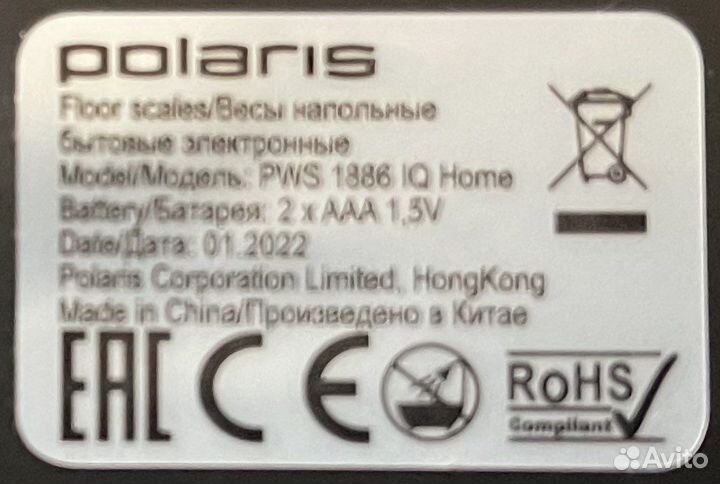 polaris
Floor scales/Весы напольные
бытовые электронные
Model/Модель: PWS 1886 IQ Home
Battery/Батарея: 2 x AAA 1,5V
Date/Дата: 01.2022
Polaris Corporation Limited, HongKong
Made in China/Произведено в Китае
EAC CE RoHS
Compliant
Avito